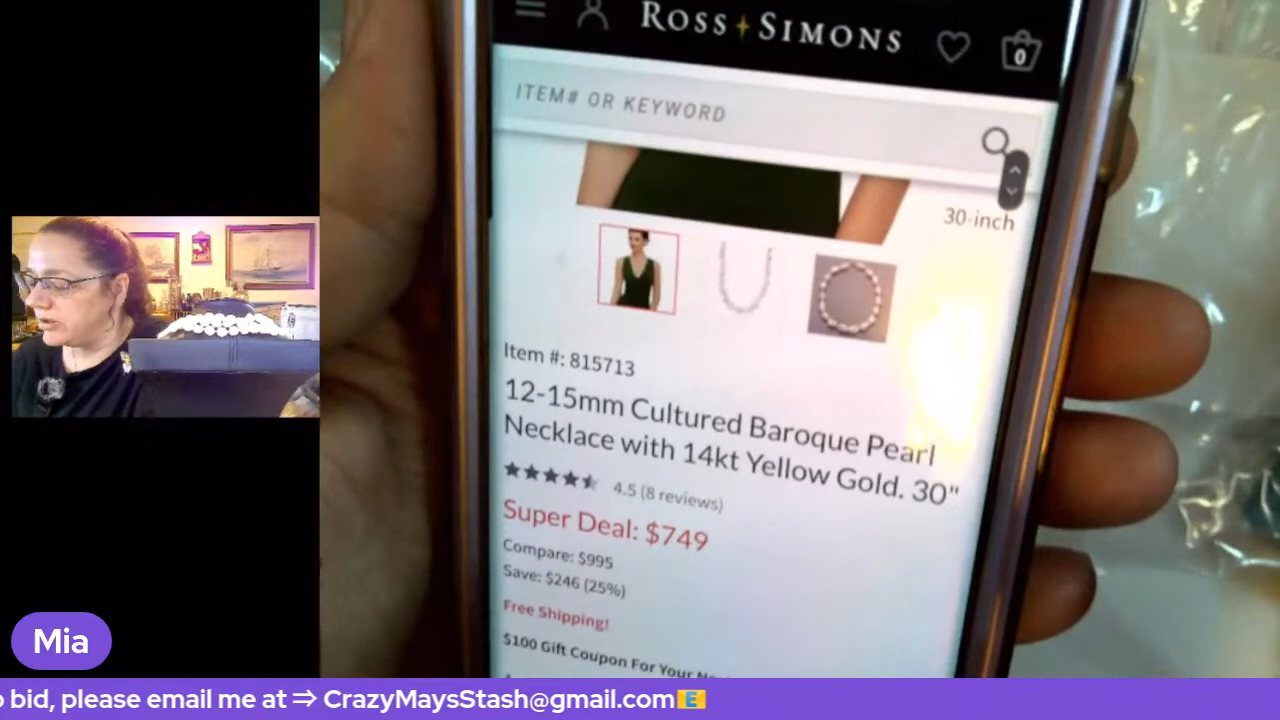 ROSS+SIMONS
0
ITEM# OR KEYWORD
30-inch
Item #: 815713
12-15mm Cultured Baroque Pearl
Necklace with 14kt Yellow Gold. 30"
4.5 (8 reviews)
Super Deal: $749
Compare: $995
Save: $246 (25%)
Free Shipping!
$100 Gift Coupon For Your
Mia
bid, please email me at ⇒ CrazyMaysStash@gmail.com📧